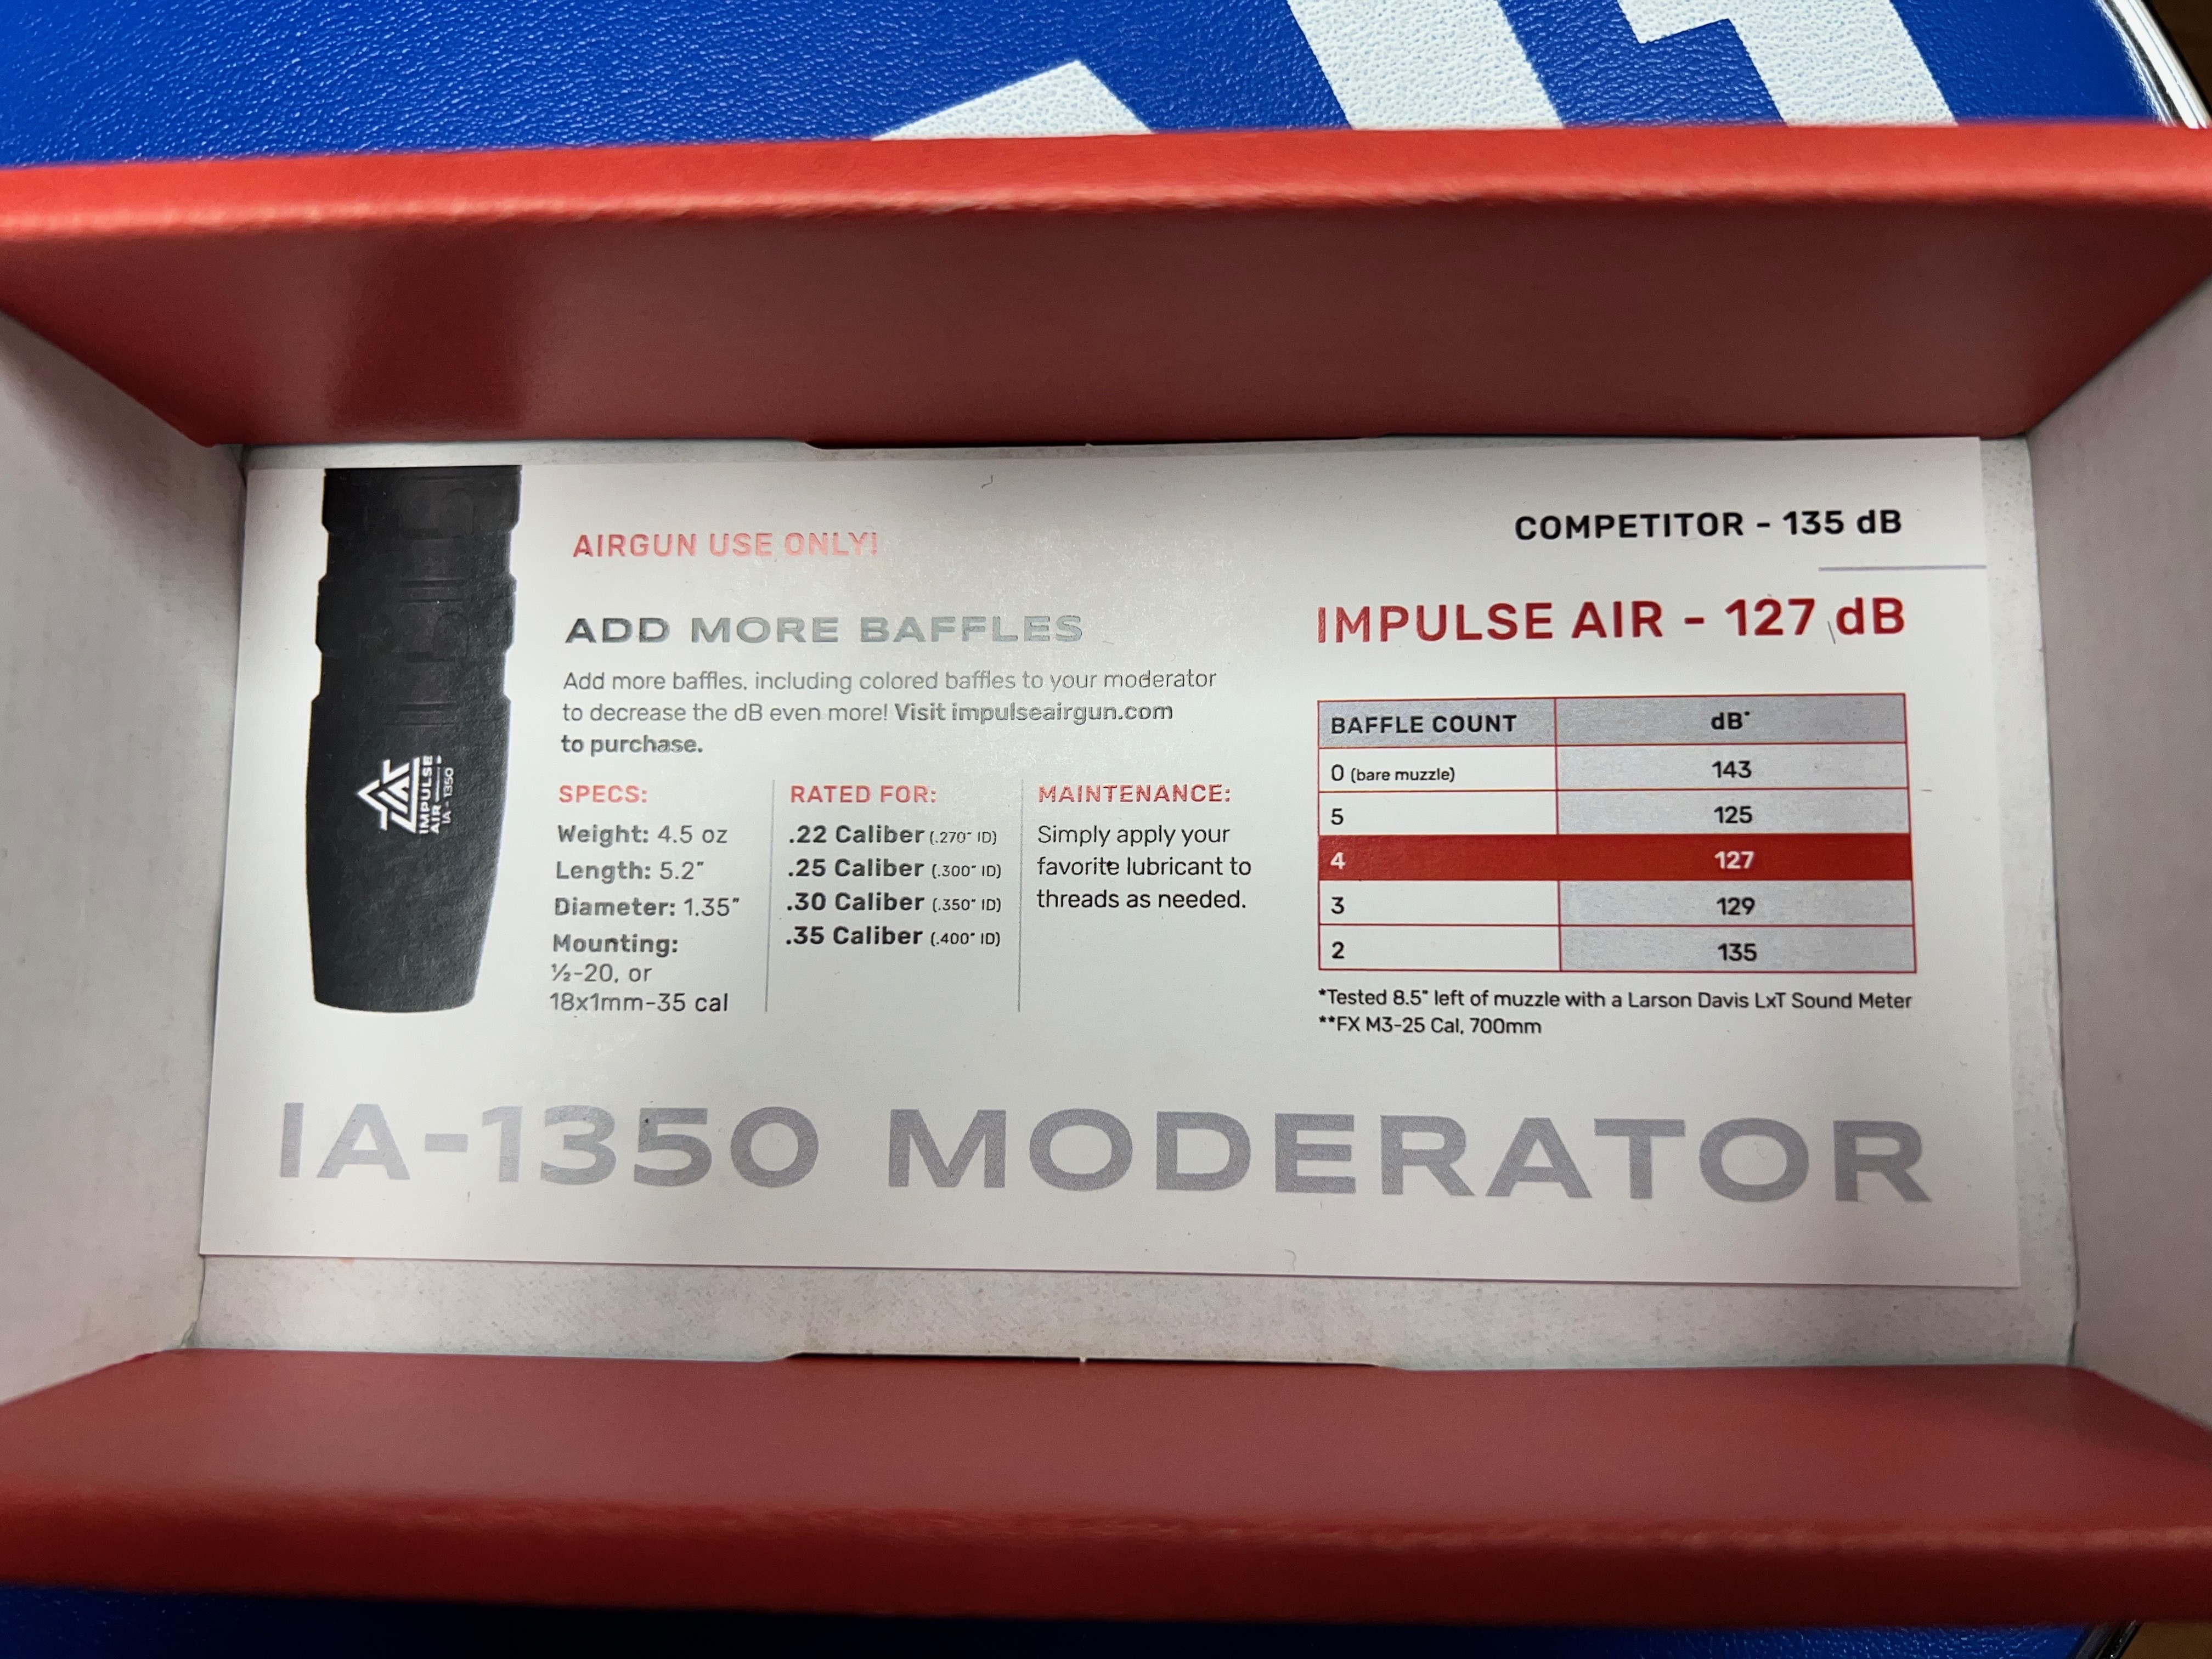 AIRGUN USE ONLY!
ADD MORE BAFFLES
Add more baffles, including colored baffles to your moderator
to decrease the dB even more! Visit impulseairgun.com
to purchase.
SPECS:
Weight: 4.5 oz
Length: 5.2"
Diameter: 1.35"
Mounting:
½-20, or
18x1mm-35 cal
RATED FOR:
.22 Caliber (.270" ID)
.25 Caliber (.300" ID)
.30 Caliber (.350" ID)
.35 Caliber (.400" ID)
MAINTENANCE:
Simply apply your
favorite lubricant to
threads as needed.
IMPULSE
AIR
IA - 1350
COMPETITOR - 135 dB
IMPULSE AIR - 127 dB
BAFFLE COUNT dB*
0 (bare muzzle) 143
5 125
4 127
3 129
2 135
*Tested 8.5" left of muzzle with a Larson Davis LxT Sound Meter
**FX M3-25 Cal, 700mm
IA-1350 MODERATOR